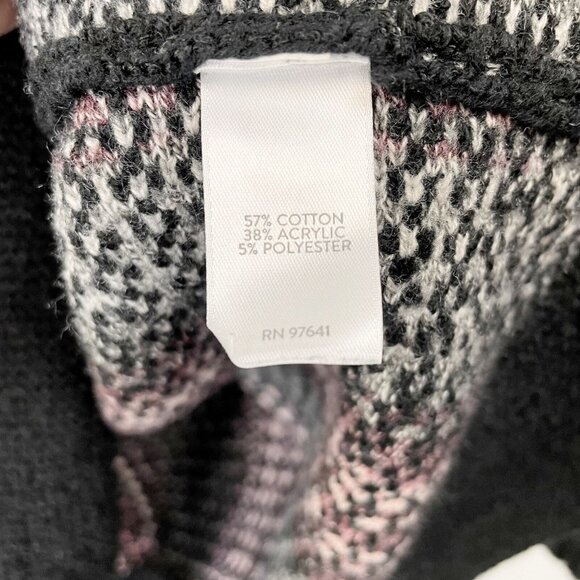 57% COTTON
38% ACRYLIC
5% POLYESTER
RN 97641